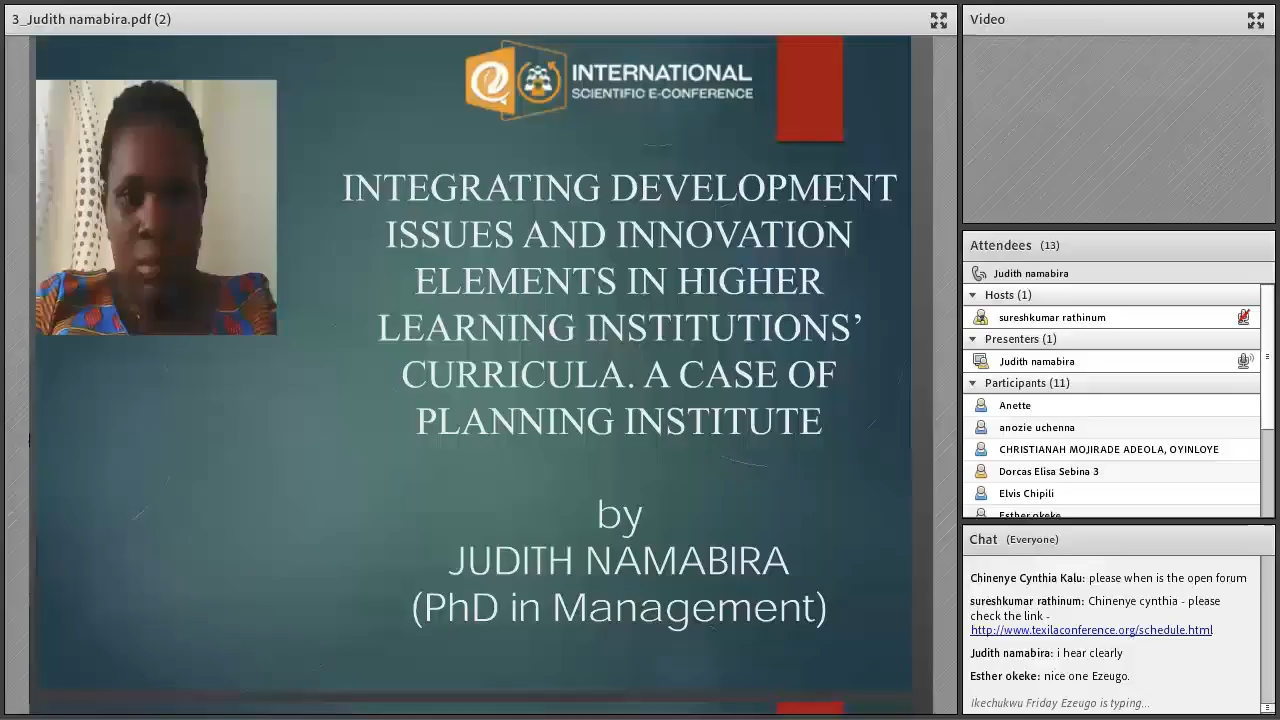 3_Judith namabira.pdf (2)
INTERNATIONAL
SCIENTIFIC E-CONFERENCE
INTEGRATING DEVELOPMENT
ISSUES AND INNOVATION
ELEMENTS IN HIGHER
LEARNING INSTITUTIONS’
CURRICULA. A CASE OF
PLANNING INSTITUTE
by
JUDITH NAMABIRA
(PhD in Management)
Video
Attendees (13)
Judith namabira
Hosts (1)
sureshkumar rathinum
Presenters (1)
Judith namabira
Participants (11)
Anette
anozie uchenna
CHRISTIANAH MOJIRADE ADEOLA, OYINLOYE
Dorcas Elisa Sebina 3
Elvis Chipili
Esther okeke
Chat (Everyone)
Chinenye Cynthia Kalu: please when is the open forum
sureshkumar rathinum: Chinenye cynthia - please
check the link -
http://www.texilaconference.org/schedule.html
Judith namabira: i hear clearly
Esther okeke: nice one Ezeugo.
Ikechukwu Friday Ezeugo is typing...